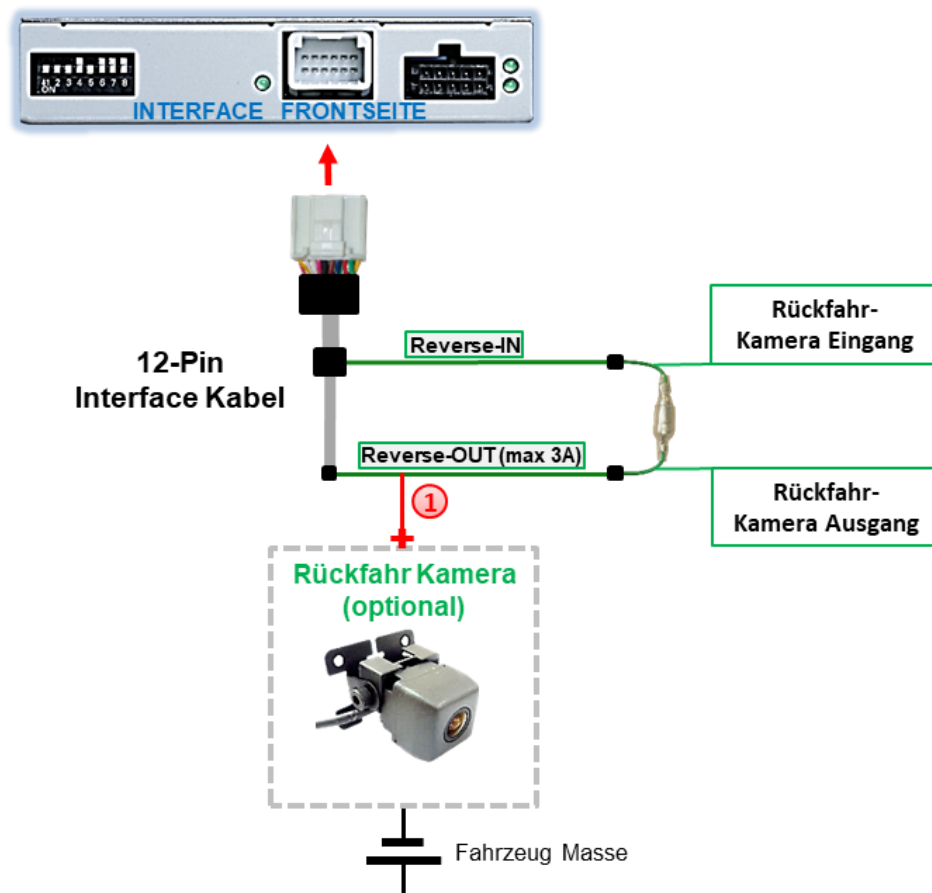 1 2 3 4 5 6 7 8
ON
INTERFACE FRONTSEITE
Reverse-IN
Rückfahr-
Kamera Eingang
12-Pin
Interface Kabel
Reverse-OUT (max 3A)
Rückfahr-
Kamera Ausgang
1
Rückfahr Kamera
(optional)
Fahrzeug Masse